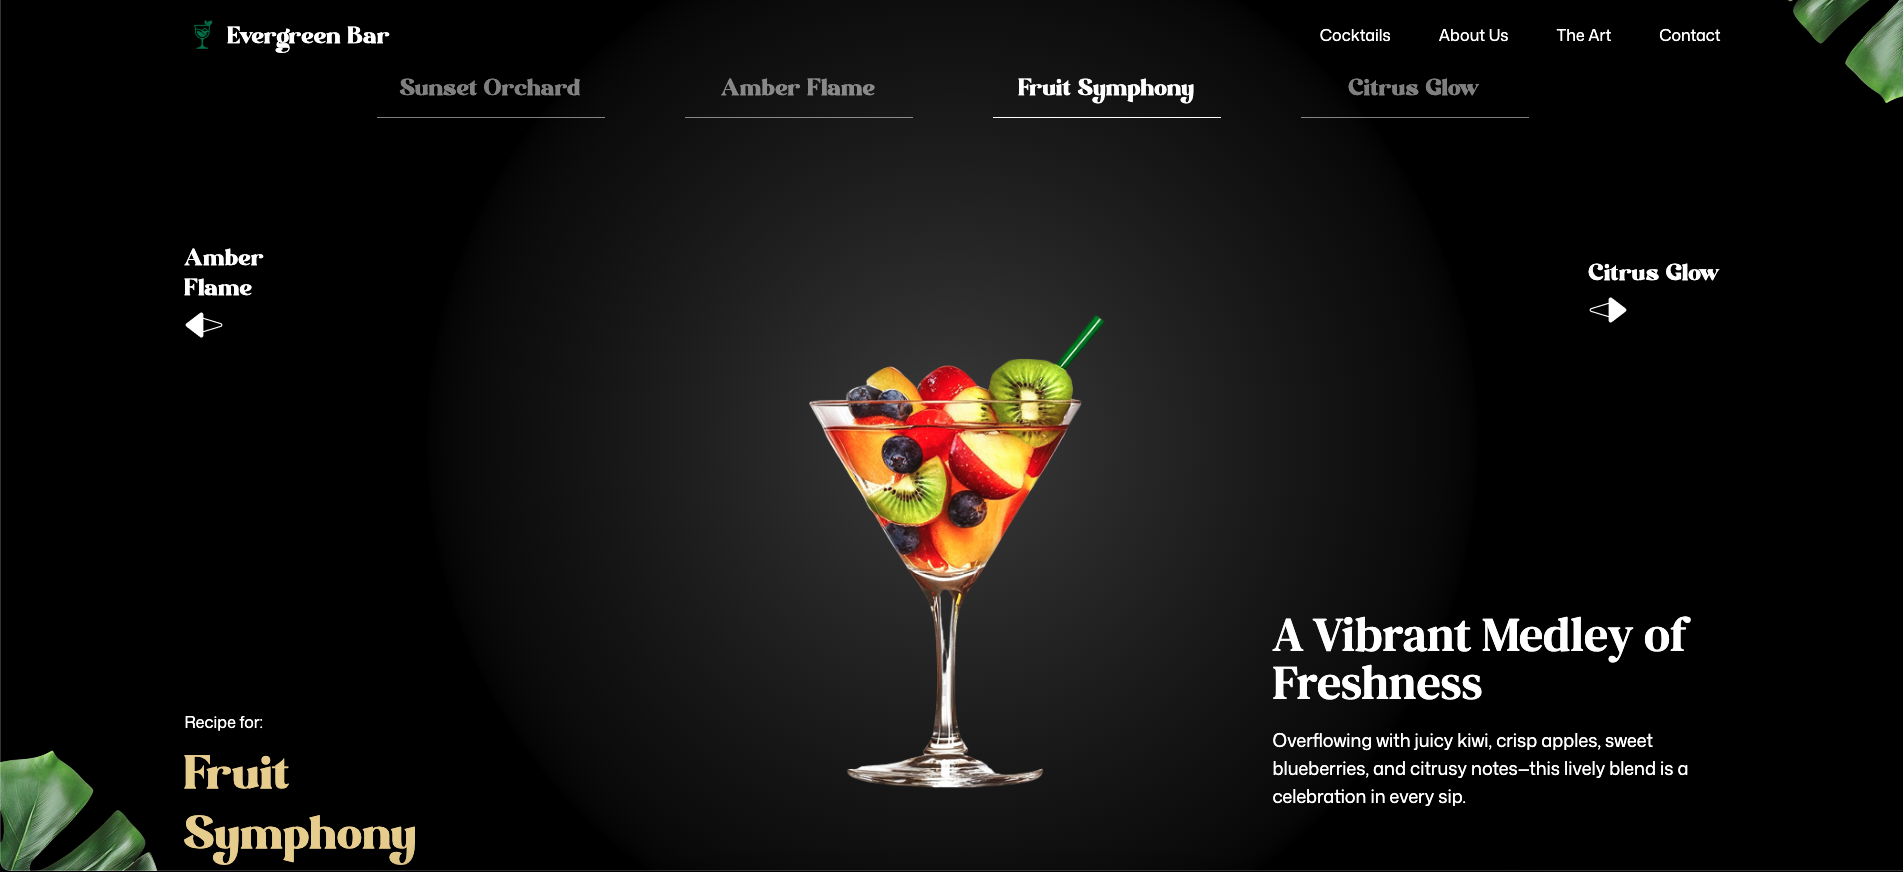 Evergreen Bar
Cocktails
About Us
The Art
Contact
Sunset Orchard
Amber Flame
Fruit Symphony
Citrus Glow
Amber
Flame
Citrus Glow
Recipe for:
Fruit
Symphony
A Vibrant Medley of
Freshness
Overflowing with juicy kiwi, crisp apples, sweet
blueberries, and citrusy notes—this lively blend is a
celebration in every sip.